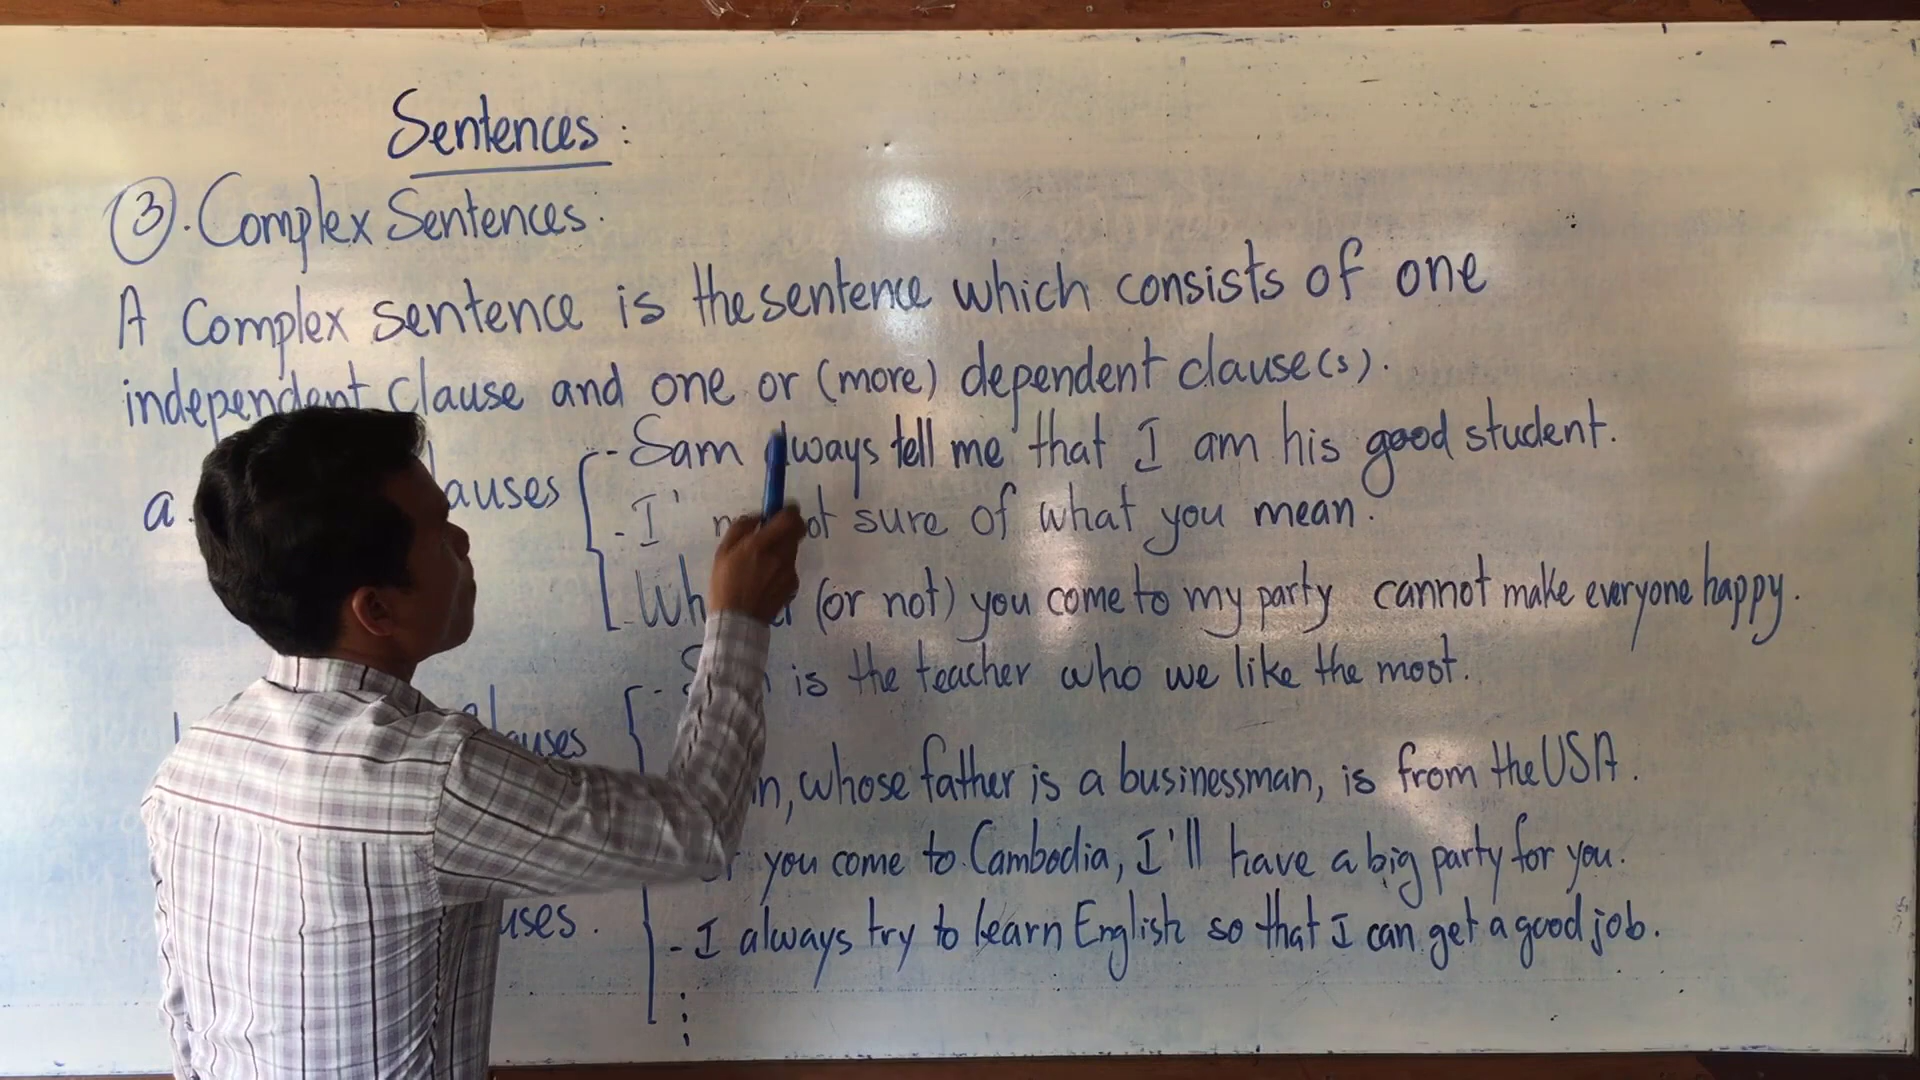 Sentences:
3. Complex Sentences:
A Complex sentence is the sentence which consists of one
independent clause and one or (more) dependent clause(s).
a. - Sam always tell me that I am his good student.
- I' not sure of what you mean.
(or not) you come to my party cannot make everyone happy.
- is the teacher who we like the most.
whose father is a businessman, is from the USA.
you come to Cambodia, I'll have a big party for you.
- I always try to learn English so that I can get a good job.